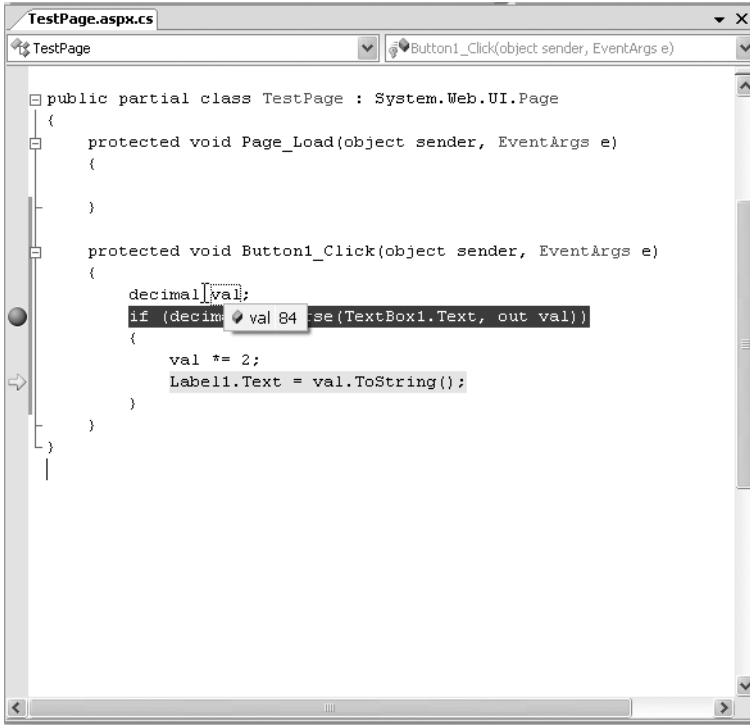 TestPage.aspx.cs
TestPage
Button1_Click(object sender, EventArgs e)
public partial class TestPage : System.Web.UI.Page
{
protected void Page_Load(object sender, EventArgs e)
{
}
protected void Button1_Click(object sender, EventArgs e)
{
decimal val;
if (decim rse(TextBox1.Text, out val))
val 84
{
val *= 2;
Label1.Text = val.ToString();
}
}
}